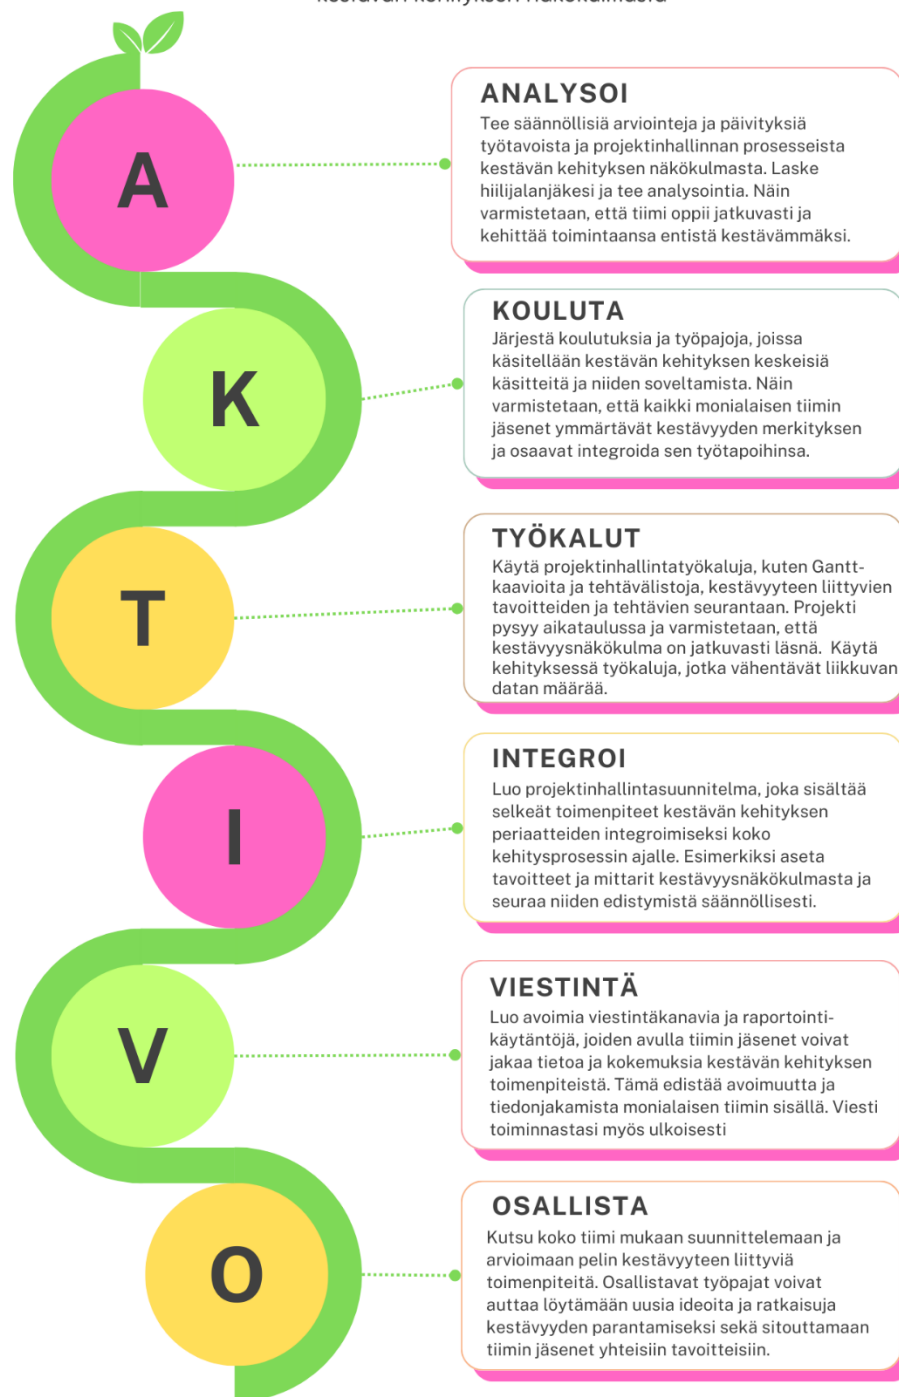 kestävän kehityksen näkökulmasta
A
ANALYSOI
Tee säännöllisiä arviointeja ja päivityksiä
työtavoista ja projektinhallinnan prosesseista
kestävän kehityksen näkökulmasta. Laske
hiilijalanjäkesi ja tee analysointia. Näin
varmistetaan, että tiimi oppii jatkuvasti ja
kehittää toimintaansa entistä kestävämmäksi.
K
KOULUTA
Järjestä koulutuksia ja työpajoja, joissa
käsitellään kestävän kehityksen keskeisiä
käsitteitä ja niiden soveltamista. Näin
varmistetaan, että kaikki monialaisen tiimin
jäsenet ymmärtävät kestävyyden merkityksen
ja osaavat integroida sen työtapoihinsa.
T
TYÖKALUT
Käytä projektinhallintatyökaluja, kuten Gantt-
kaavioita ja tehtävälistoja, kestävyyteen liittyvien
tavoitteiden ja tehtävien seurantaan. Projekti
pysyy aikataulussa ja varmistetaan, että
kestävyysnäkökulma on jatkuvasti läsnä. Käytä
kehityksessä työkaluja, jotka vähentävät liikkuvan
datan määrää.
I
INTEGROI
Luo projektinhallintasuunnitelma, joka sisältää
selkeät toimenpiteet kestävän kehityksen
periaatteiden integroimiseksi koko
kehitysprosessin ajalle. Esimerkiksi aseta
tavoitteet ja mittarit kestävyysnäkökulmasta ja
seuraa niiden edistymistä säännöllisesti.
V
VIESTINTÄ
Luo avoimia viestintäkanavia ja raportointi-
käytäntöjä, joiden avulla tiimin jäsenet voivat
jakaa tietoa ja kokemuksia kestävän kehityksen
toimenpiteistä. Tämä edistää avoimuutta ja
tiedonjakamista monialaisen tiimin sisällä. Viesti
toiminnastasi myös ulkoisesti
O
OSALLISTA
Kutsu koko tiimi mukaan suunnittelemaan ja
arvioimaan pelin kestävyyteen liittyviä
toimenpiteitä. Osallistavat työpajat voivat
auttaa löytämään uusia ideoita ja ratkaisuja
kestävyyden parantamiseksi sekä sitouttamaan
tiimin jäsenet yhteisiin tavoitteisiin.